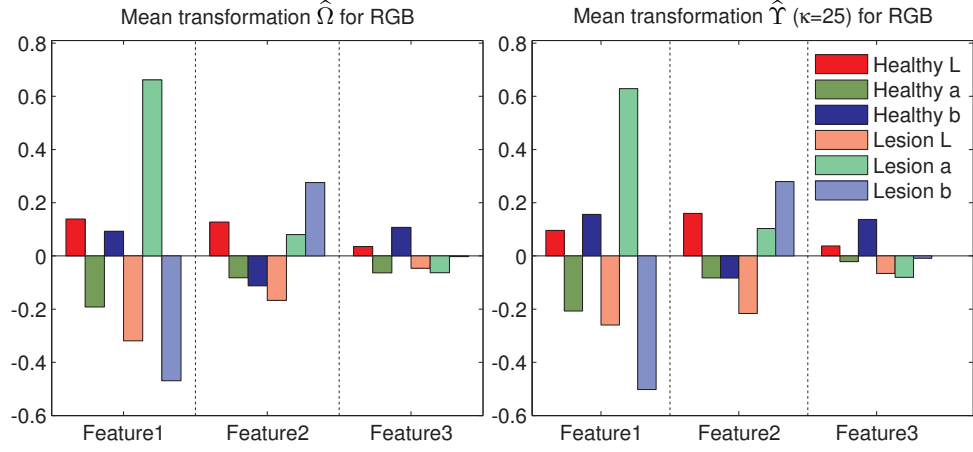 Mean transformation Ω̂ for RGB
0.8
0.6
0.4
0.2
0
-0.2
-0.4
-0.6
Feature1 Feature2 Feature3
Mean transformation ϒ̂ (κ=25) for RGB
0.8
0.6
0.4
0.2
0
-0.2
-0.4
-0.6
Healthy L
Healthy a
Healthy b
Lesion L
Lesion a
Lesion b
Feature1 Feature2 Feature3